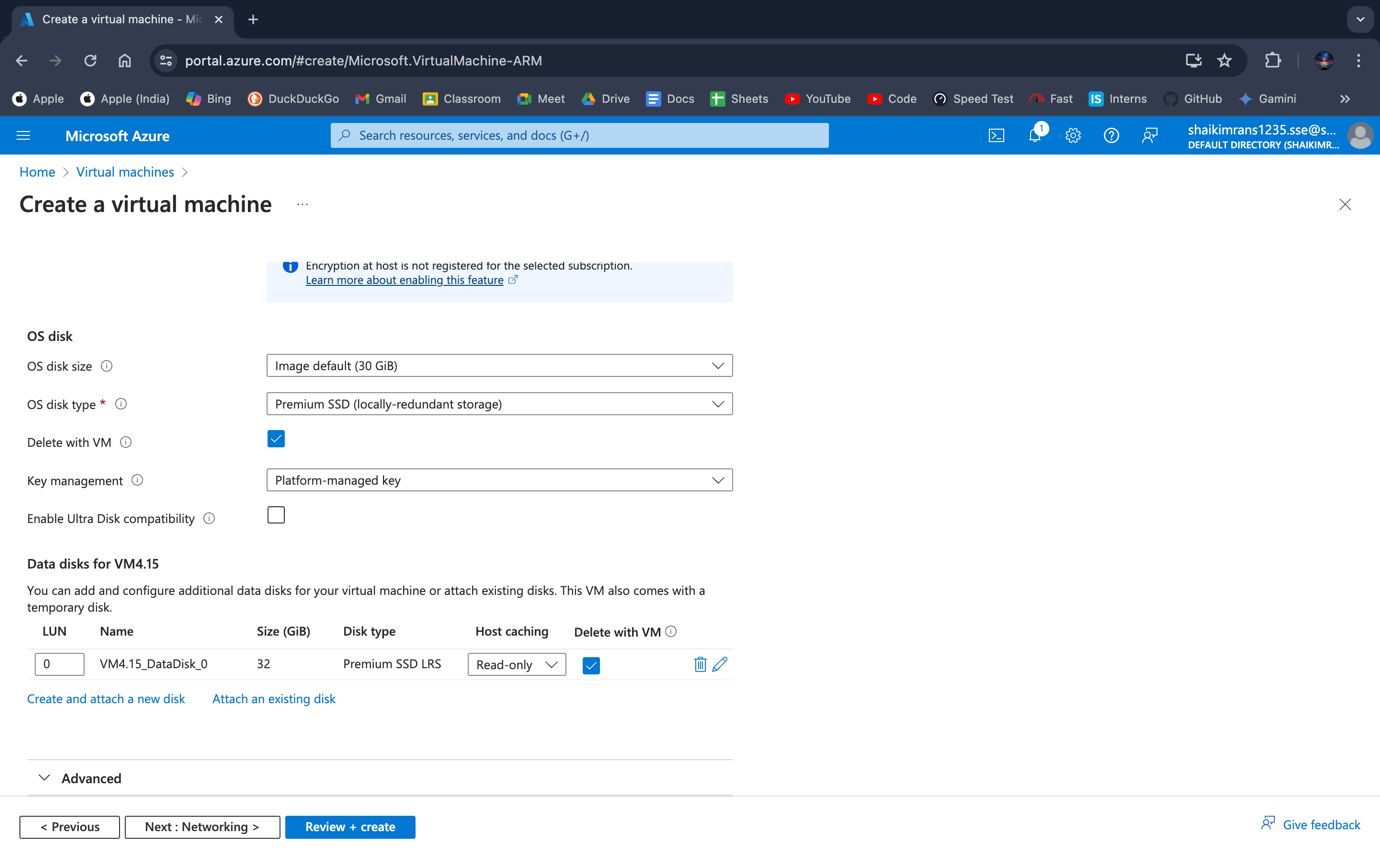 Create a virtual machine - Mic
portal.azure.com/#create/Microsoft.VirtualMachine-ARM
Apple
Apple (India)
Bing
DuckDuckGo
Gmail
Classroom
Meet
Drive
Docs
Sheets
YouTube
Code
Speed Test
Fast
IS Interns
GitHub
Gamini
Microsoft Azure
Search resources, services, and docs (G+/)
1
shaikimrans1235.sse@s...
DEFAULT DIRECTORY (SHAIKIMR...
Home > Virtual machines >
Create a virtual machine ...
Encryption at host is not registered for the selected subscription.
Learn more about enabling this feature
OS disk
OS disk size
Image default (30 GiB)
OS disk type *
Premium SSD (locally-redundant storage)
Delete with VM
Key management
Platform-managed key
Enable Ultra Disk compatibility
Data disks for VM4.15
You can add and configure additional data disks for your virtual machine or attach existing disks. This VM also comes with a
temporary disk.
LUN Name Size (GiB) Disk type Host caching Delete with VM
0 VM4.15_DataDisk_0 32 Premium SSD LRS Read-only
Create and attach a new disk Attach an existing disk
Advanced
< Previous Next : Networking > Review + create
Give feedback